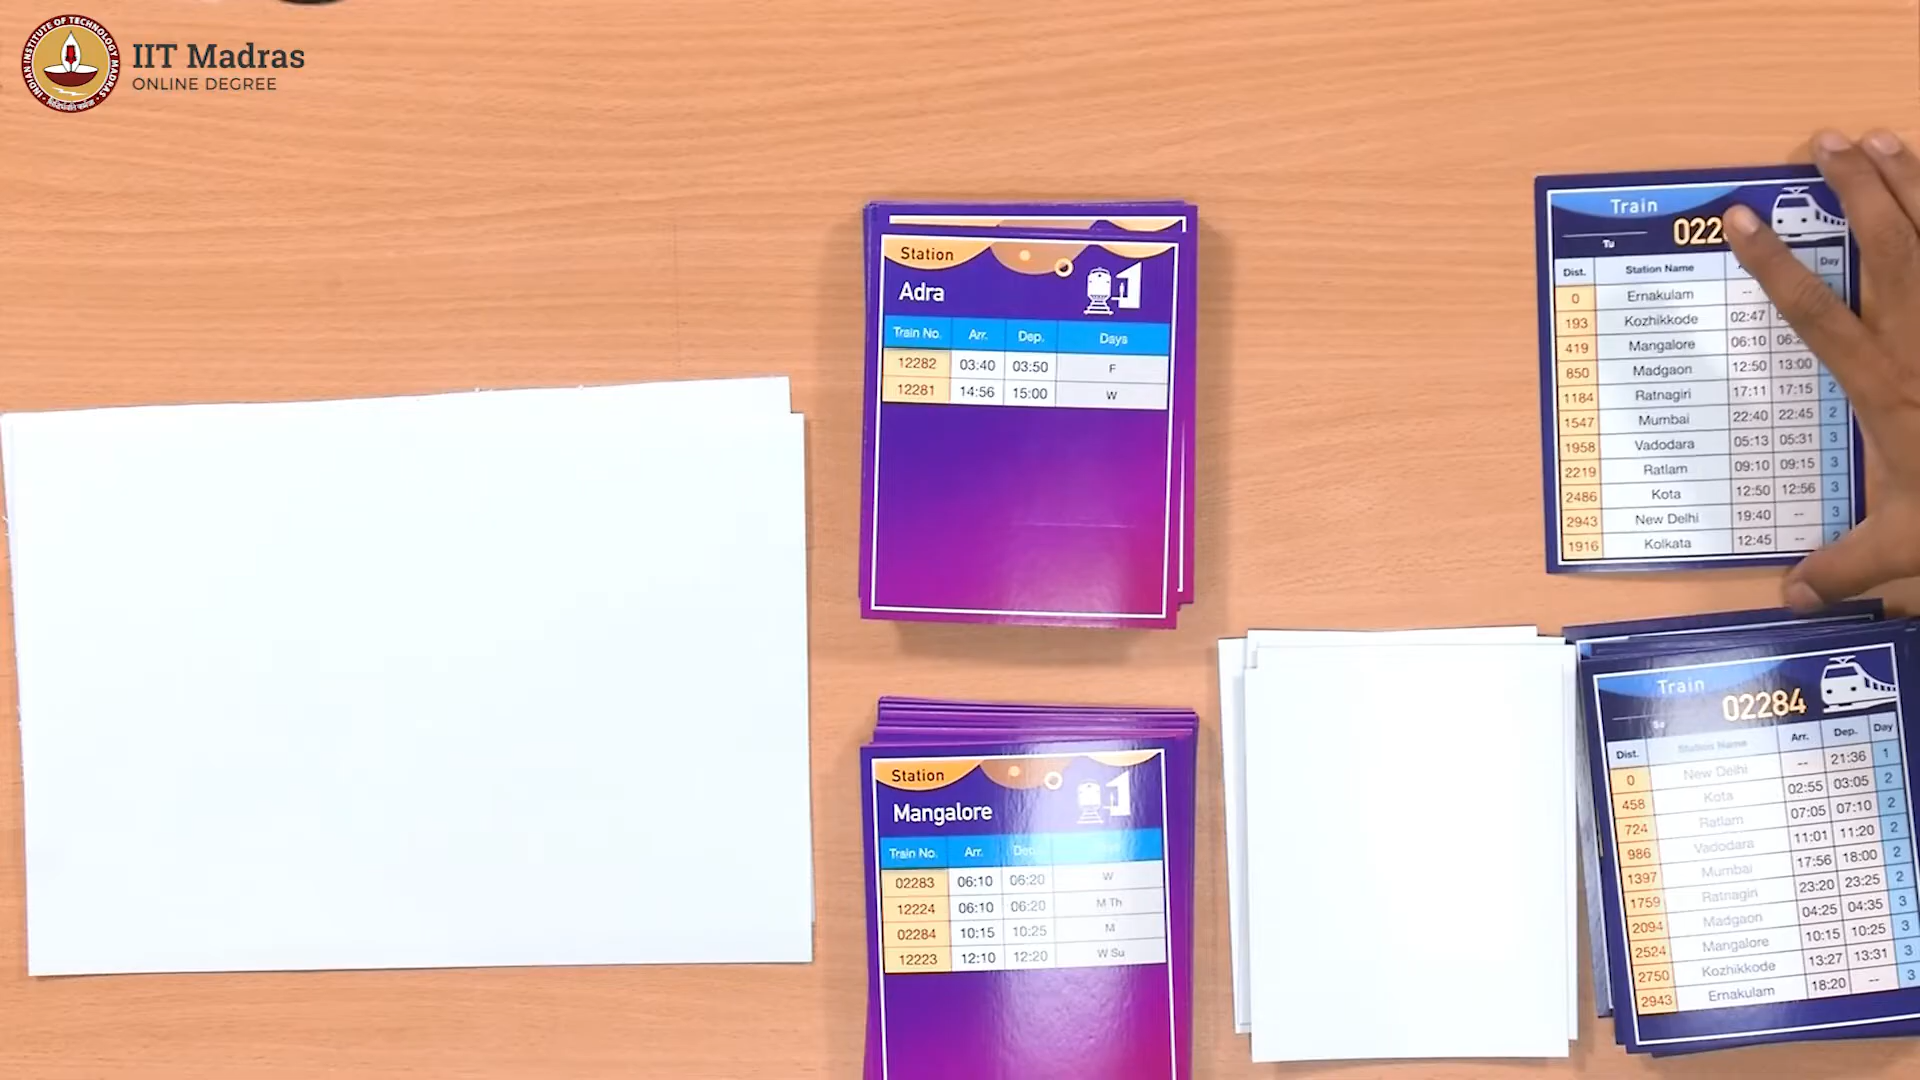 IIT Madras
ONLINE DEGREE
INDIAN INSTITUTE OF TECHNOLOGY MADRAS
Station
Adra
Train No. Arr. Dep. Days
12282 03:40 03:50 F
12281 14:56 15:00 W
Station
Mangalore
Train No. Arr.
02283 06:10 06:20 W
12224 06:10 06:20 M Th
02284 10:15 10:25 M
12223 12:10 12:20 W Su
Train
Tu
022
Dist. Station Name Day
0 Ernakulam --
193 Kozhikkode 02:47
419 Mangalore 06:10
850 Madgaon 12:50 13:00
1184 Ratnagiri 17:11 17:15 2
1547 Mumbai 22:40 22:45 2
1958 Vadodara 05:13 05:31 3
2219 Ratlam 09:10 09:15 3
2486 Kota 12:50 12:56 3
2943 New Delhi 19:40 -- 3
1916 Kolkata 12:45 --
Train
02284
Dist. Station Name Arr. Dep. Day
0 New Delhi -- 21:36 1
458 Kota 02:55 03:05 2
724 Ratlam 07:05 07:10 2
986 Vadodara 11:01 11:20 2
1397 Mumbai 17:56 18:00 2
1759 Ratnagiri 23:20 23:25 2
2094 Madgaon 04:25 04:35 3
2524 Mangalore 10:15 10:25 3
2750 Kozhikkode 13:27 13:31 3
2943 Ernakulam 18:20 -- 3